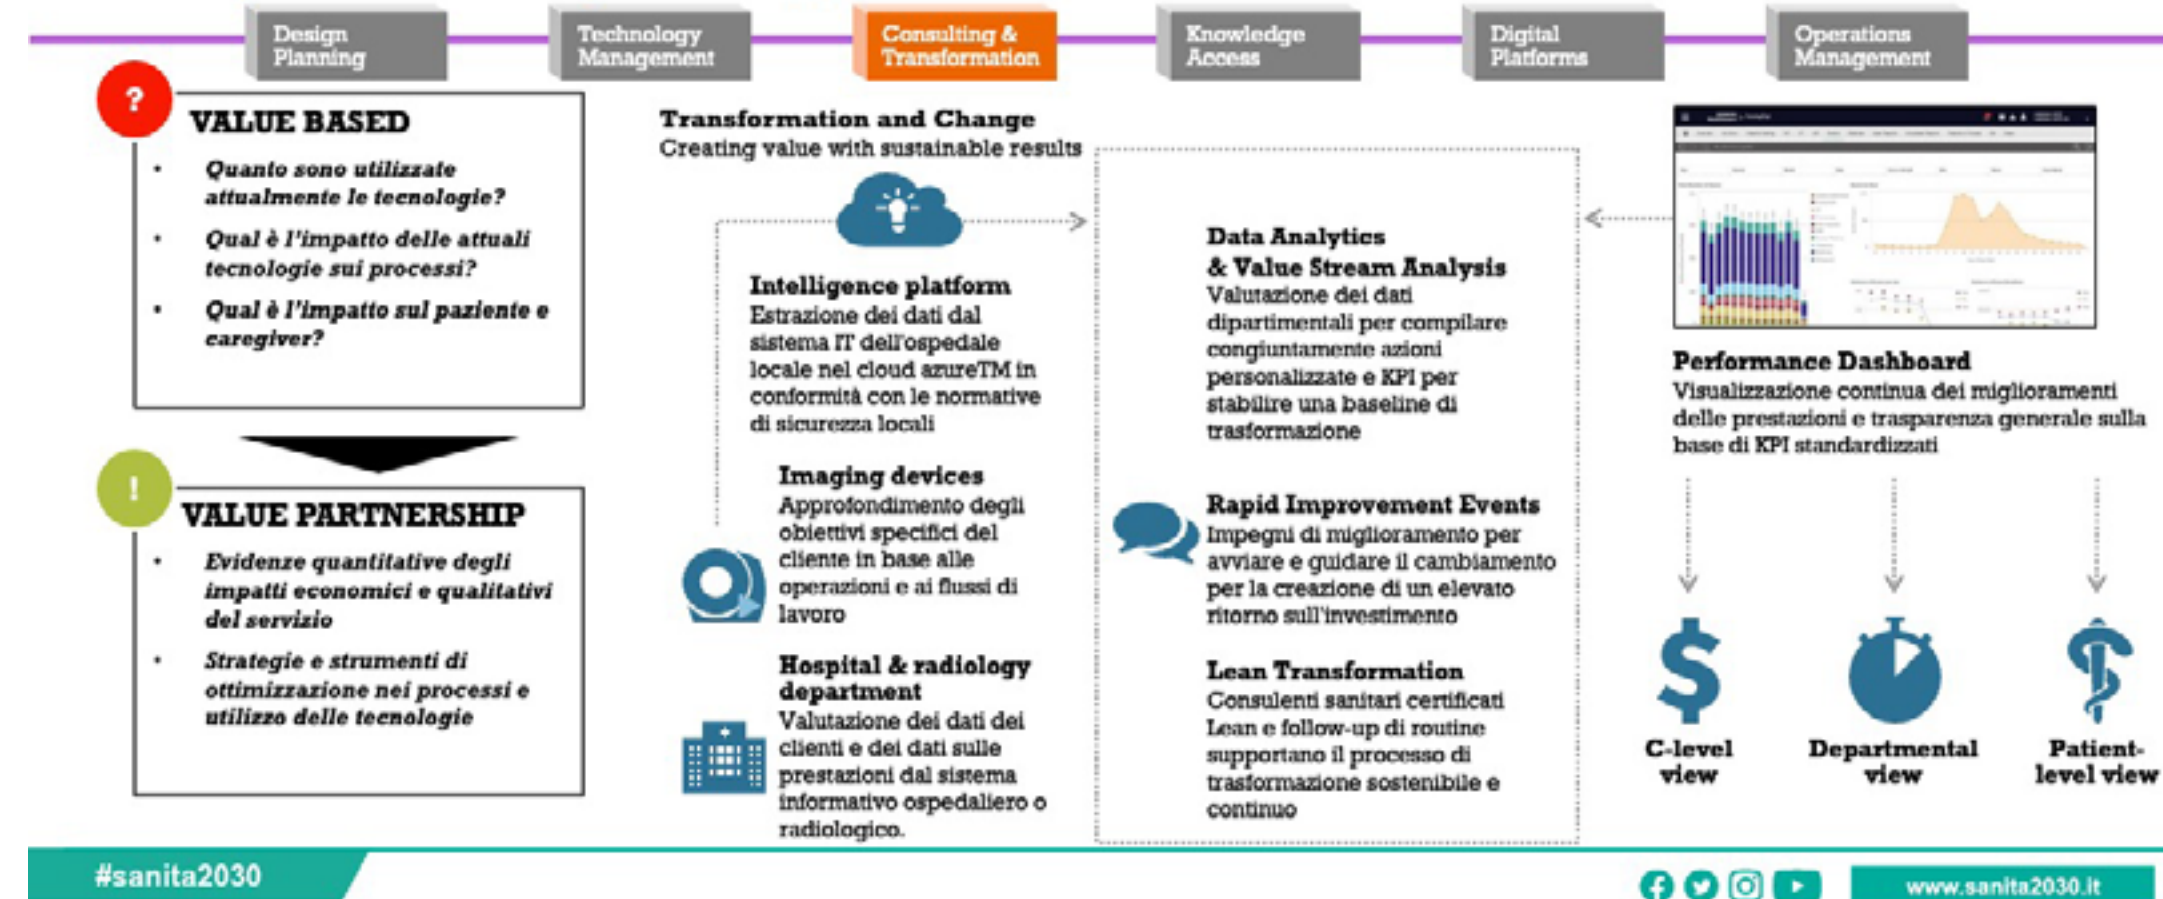 Design
Planning
Technology
Management
Consulting &
Transformation
Knowledge
Access
Digital
Platforms
Operations
Management
?
VALUE BASED
• Quanto sono utilizzate
attualmente le tecnologie?
• Qual è l'impatto delle attuali
tecnologie sui processi?
• Qual è l'impatto sul paziente e
caregiver?
!
VALUE PARTNERSHIP
• Evidenze quantitative degli
impatti economici e qualitativi
del servizio
• Strategie e strumenti di
ottimizzazione nei processi e
utilizzo delle tecnologie
Transformation and Change
Creating value with sustainable results
Intelligence platform
Estrazione dei dati dal
sistema IT dell'ospedale
locale nel cloud azureTM in
conformità con le normative
di sicurezza locali
Imaging devices
Approfondimento degli
obiettivi specifici del
cliente in base alle
operazioni e ai flussi di
lavoro
Hospital & radiology
department
Valutazione dei dati dei
clienti e dei dati sulle
prestazioni dal sistema
informativo ospedaliero o
radiologico.
Data Analytics
& Value Stream Analysis
Valutazione dei dati
dipartimentali per compilare
congiuntamente azioni
personalizzate e KPI per
stabilire una baseline di
trasformazione
Rapid Improvement Events
Impegni di miglioramento per
avviare e guidare il cambiamento
per la creazione di un elevato
ritorno sull'investimento
Lean Transformation
Consulenti sanitari certificati
Lean e follow-up di routine
supportano il processo di
trasformazione sostenibile e
continuo
Performance Dashboard
Visualizzazione continua dei miglioramenti
delle prestazioni e trasparenza generale sulla
base di KPI standardizzati
C-level
view
Departmental
view
Patient-
level view
#sanita2030
www.sanita2030.it